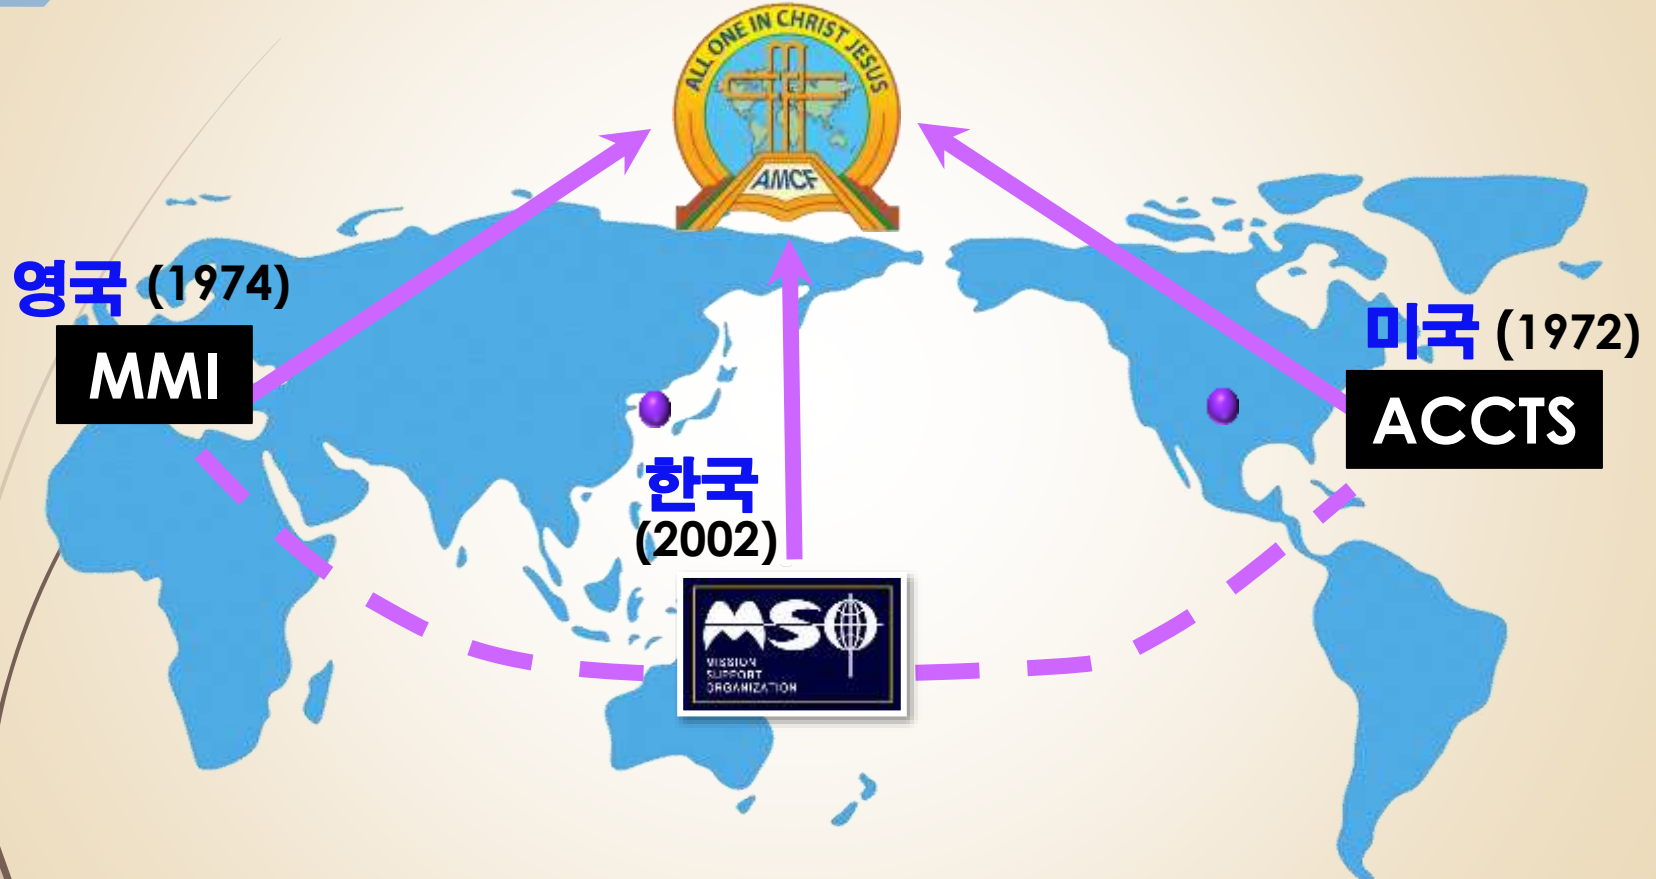 ALL ONE IN CHRIST JESUS
AMCF
영국 (1974)
MMI
미국 (1972)
ACCTS
한국
(2002)
MSO
MISSION
SUPPORT
ORGANIZATION